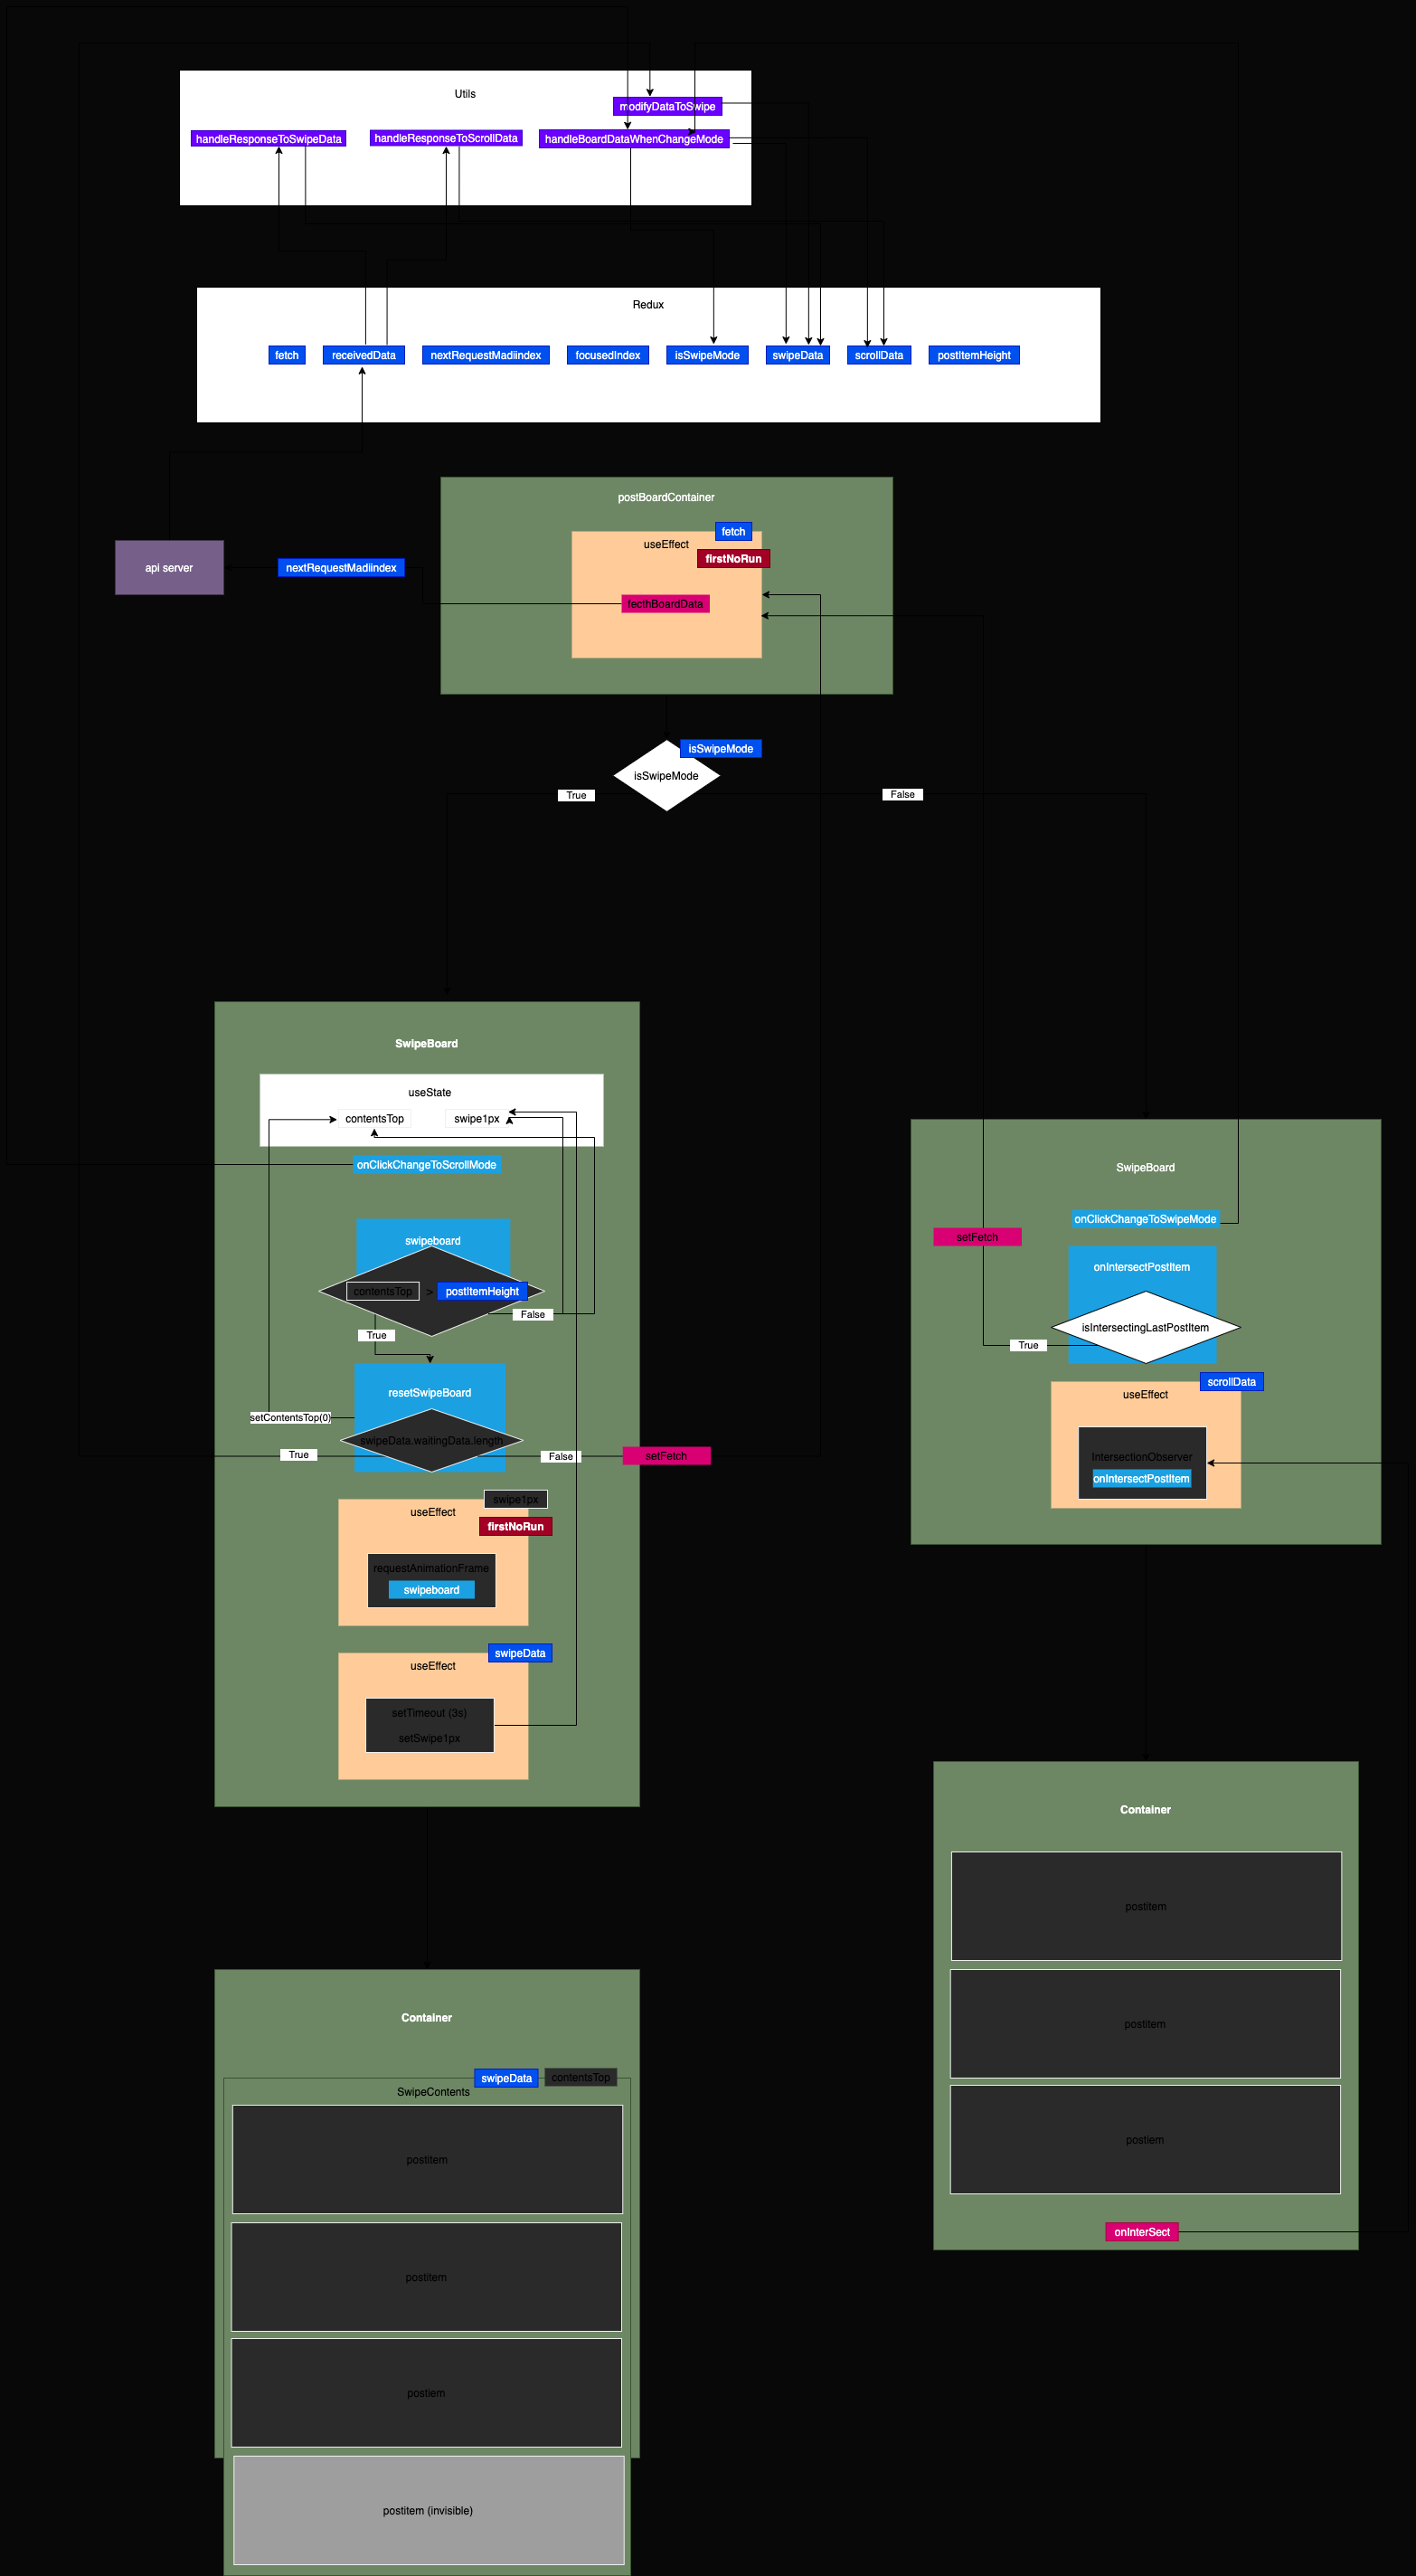 Utils
modifyDataToSwipe
handleResponseToSwipeData
handleResponseToScrollData
handleBoardDataWhenChangeMode
Redux
fetch
receivedData
nextRequestMadiindex
focusedIndex
isSwipeMode
swipeData
scrollData
postItemHeight
postBoardContainer
fetch
useEffect
firstNoRun
api server
nextRequestMadiindex
fecthBoardData
isSwipeMode
isSwipeMode
True
False
SwipeBoard
useState
contentsTop
swipe1px
onClickChangeToScrollMode
swipeboard
contentsTop
>
postItemHeight
False
True
resetSwipeBoard
setContentsTop(0)
swipeData.waitingData.length
True
False
setFetch
swipe1px
useEffect
firstNoRun
requestAnimationFrame
swipeboard
swipeData
useEffect
setTimeout (3s)
setSwipe1px
SwipeBoard
onClickChangeToSwipeMode
setFetch
onIntersectPostItem
isIntersectingLastPostItem
True
scrollData
useEffect
IntersectionObserver
onIntersectPostItem
Container
postitem
postitem
postiem
onInterSect
Container
swipeData
contentsTop
SwipeContents
postitem
postitem
postiem
postitem (invisible)